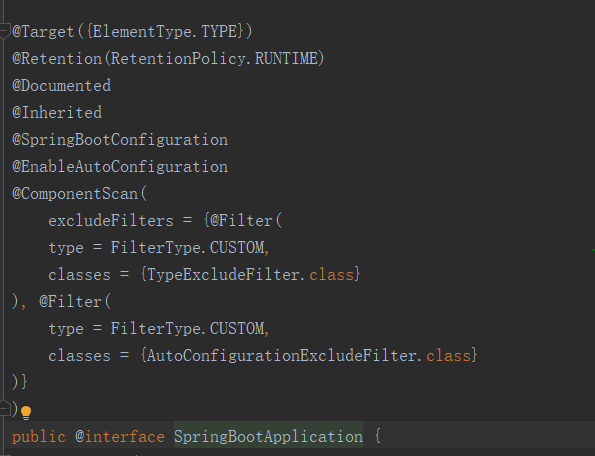 @Target({ElementType.TYPE})
@Retention(RetentionPolicy.RUNTIME)
@Documented
@Inherited
@SpringBootConfiguration
@EnableAutoConfiguration
@ComponentScan(
    excludeFilters = {@Filter(
    type = FilterType.CUSTOM,
    classes = {TypeExcludeFilter.class}
), @Filter(
    type = FilterType.CUSTOM,
    classes = {AutoConfigurationExcludeFilter.class}
)}
)
public @interface SpringBootApplication {